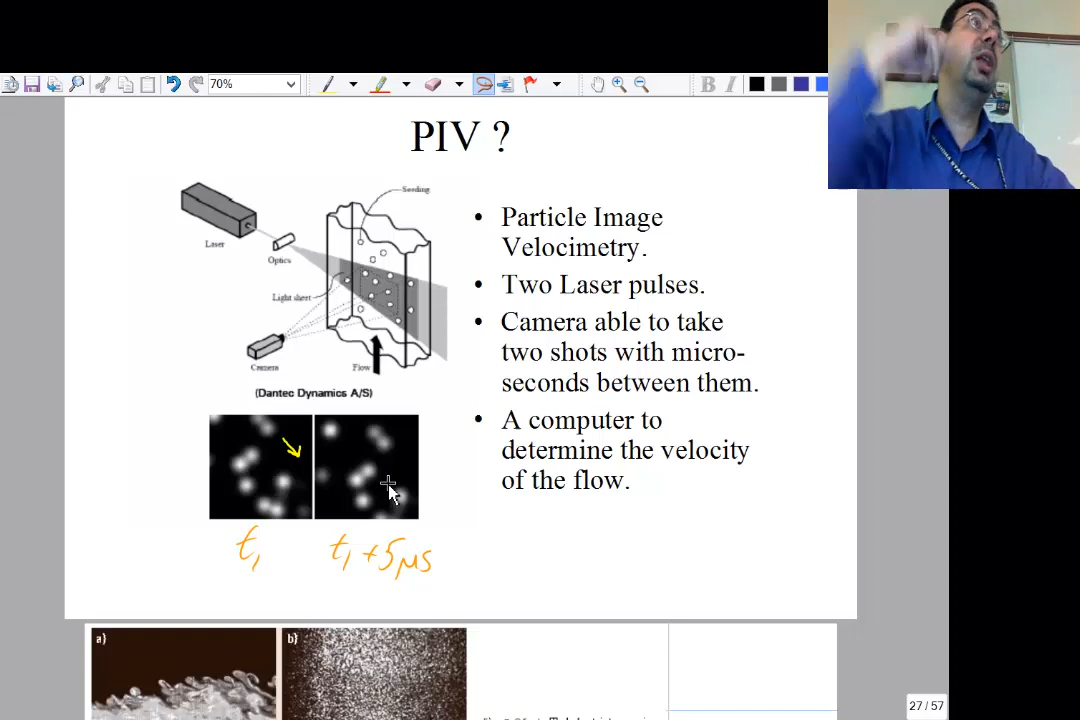 70%
B I
PIV ?
Seeding
Laser
Optics
Light sheet
Camera
Flow
(Dantec Dynamics A/S)
• Particle Image
Velocimetry.
• Two Laser pulses.
• Camera able to take
two shots with micro-
seconds between them.
• A computer to
determine the velocity
of the flow.
t₁
t₁ + 5μs
a)
b)
27 / 57